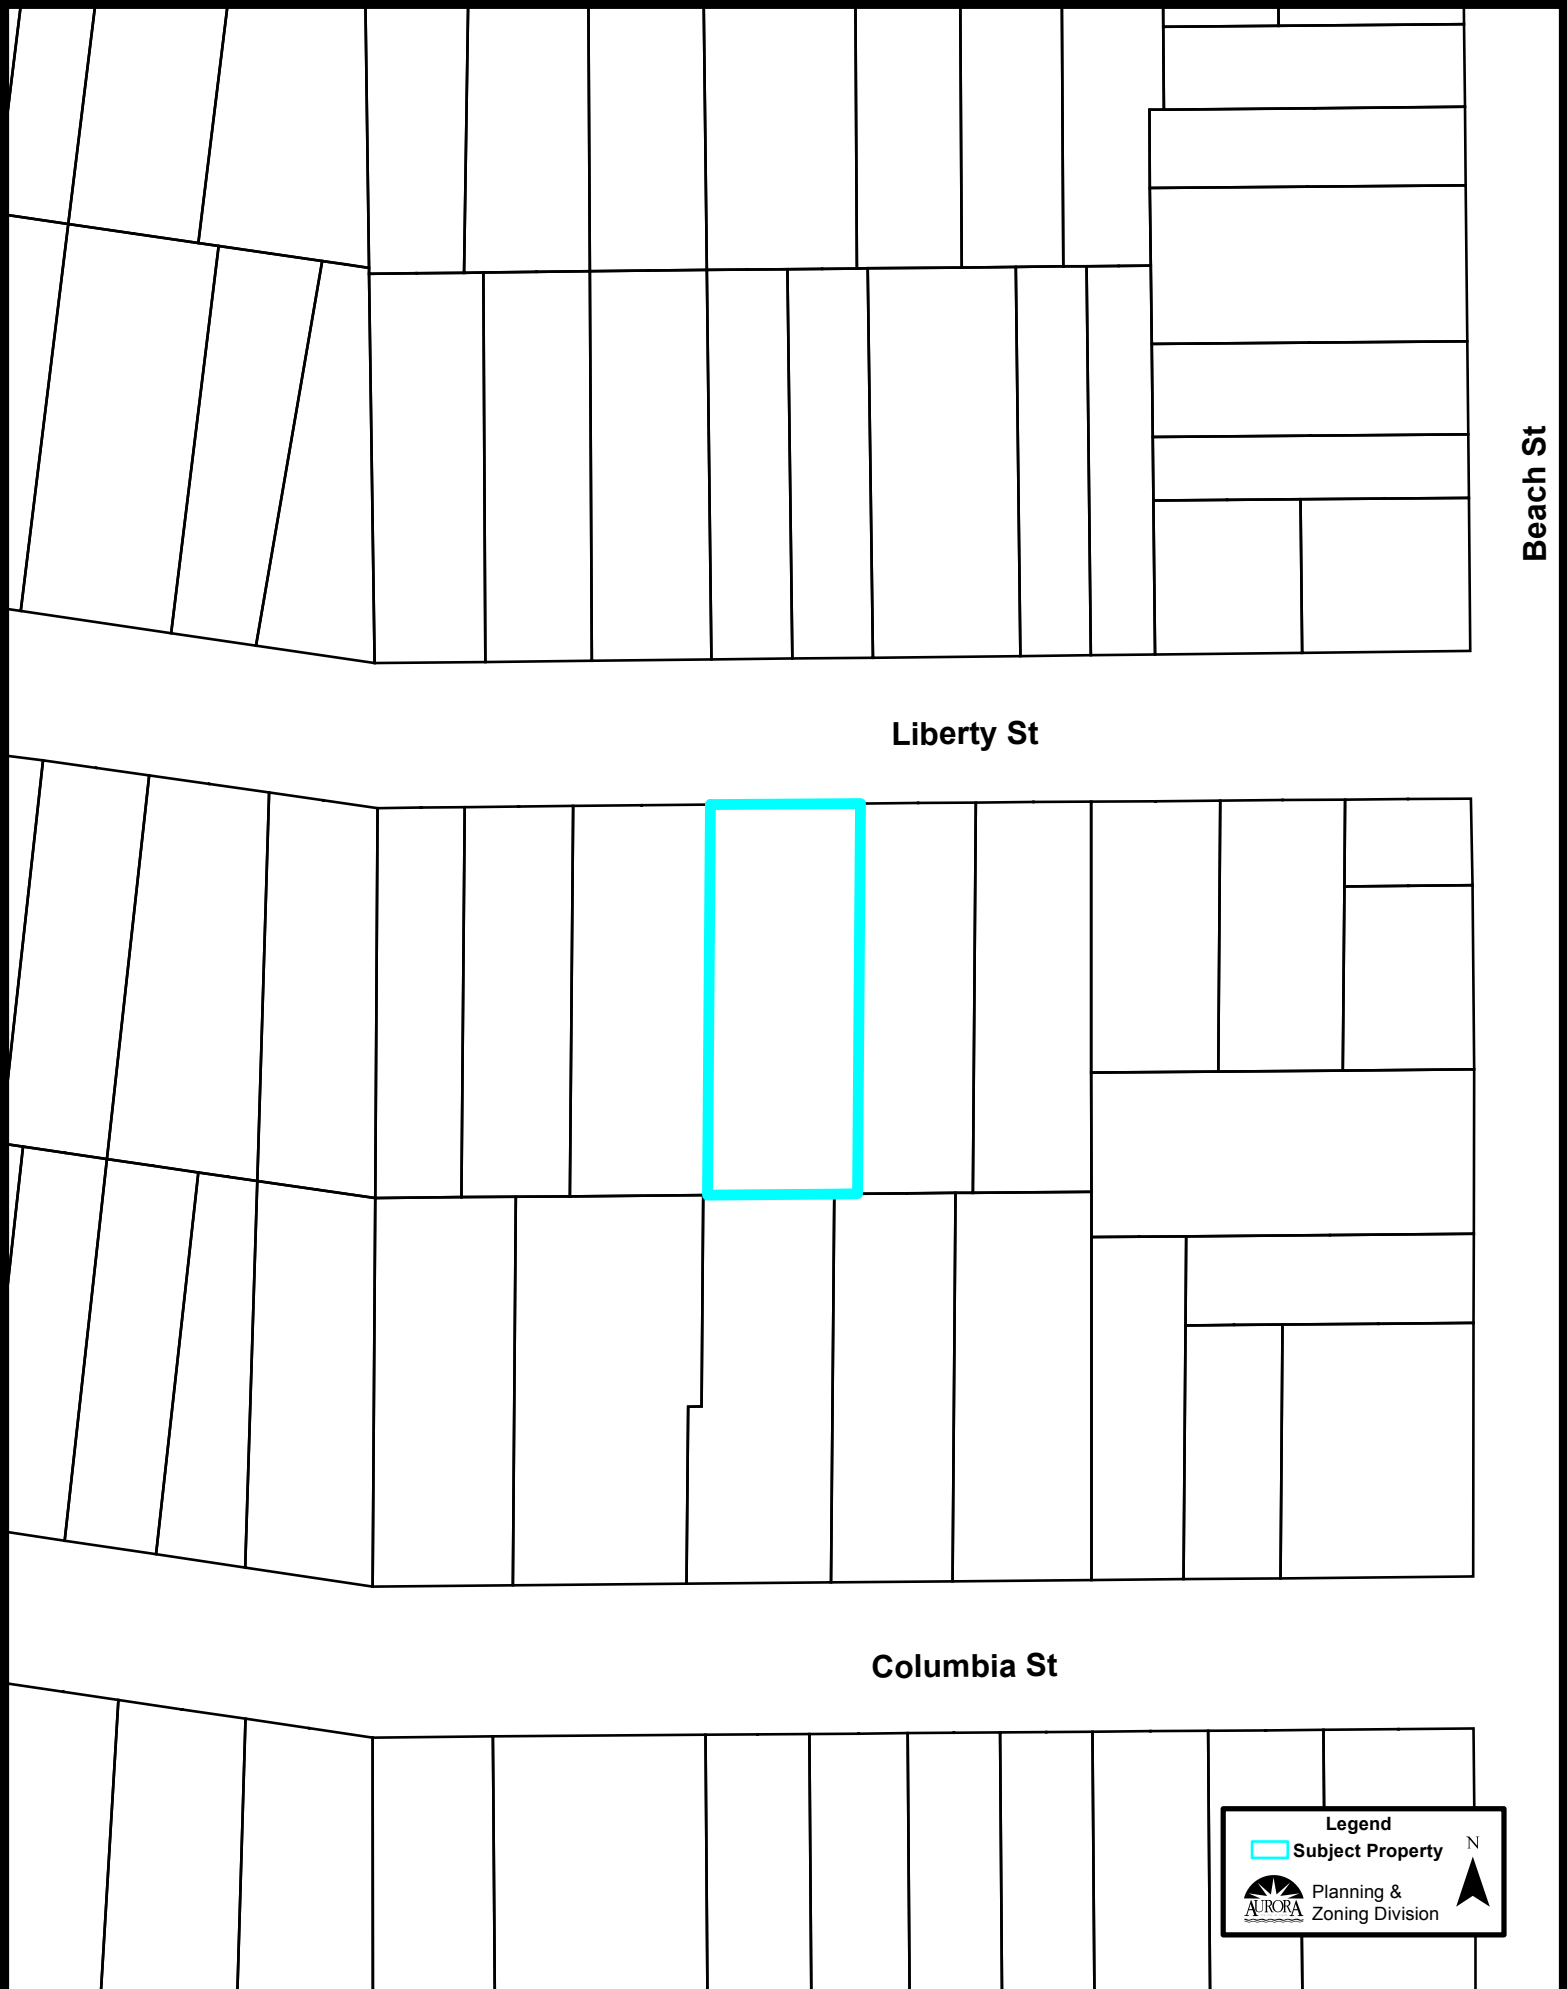 Beach St
Liberty St
Columbia St
Legend
Subject Property
N
AURORA
Planning &
Zoning Division